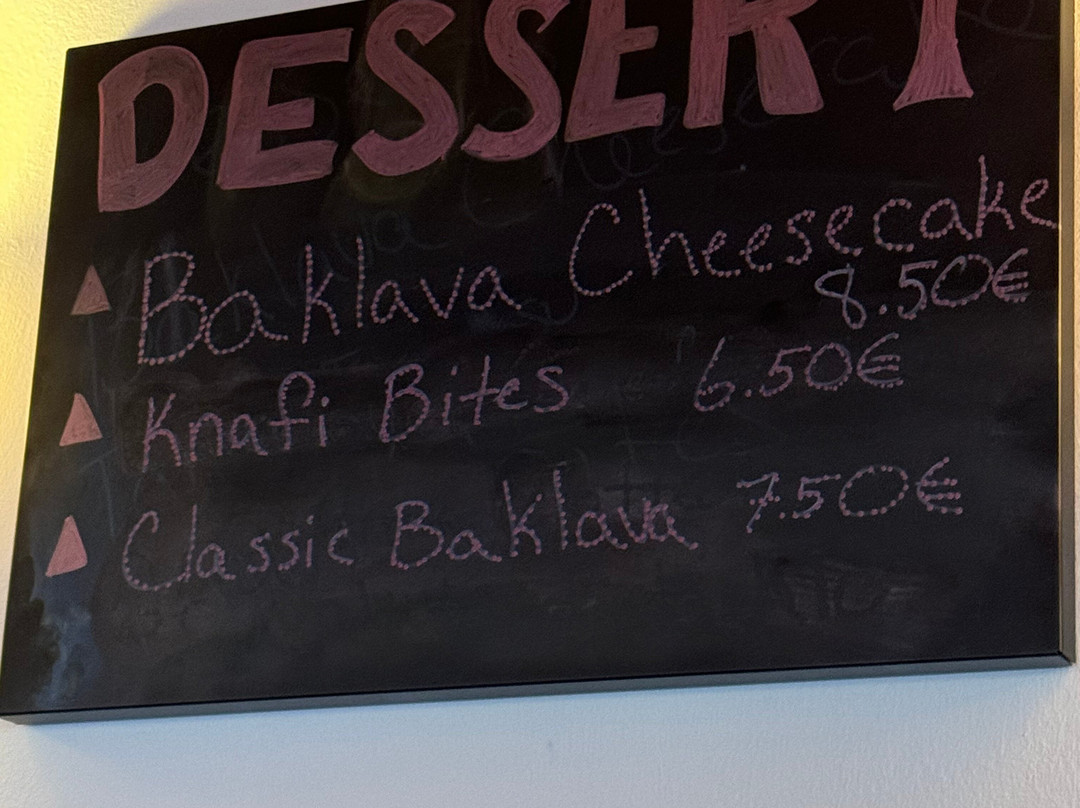 DESSERT
Baklava Cheesecake
8.50€
Knafi Bites 6.50€
Classic Baklava 7.50€